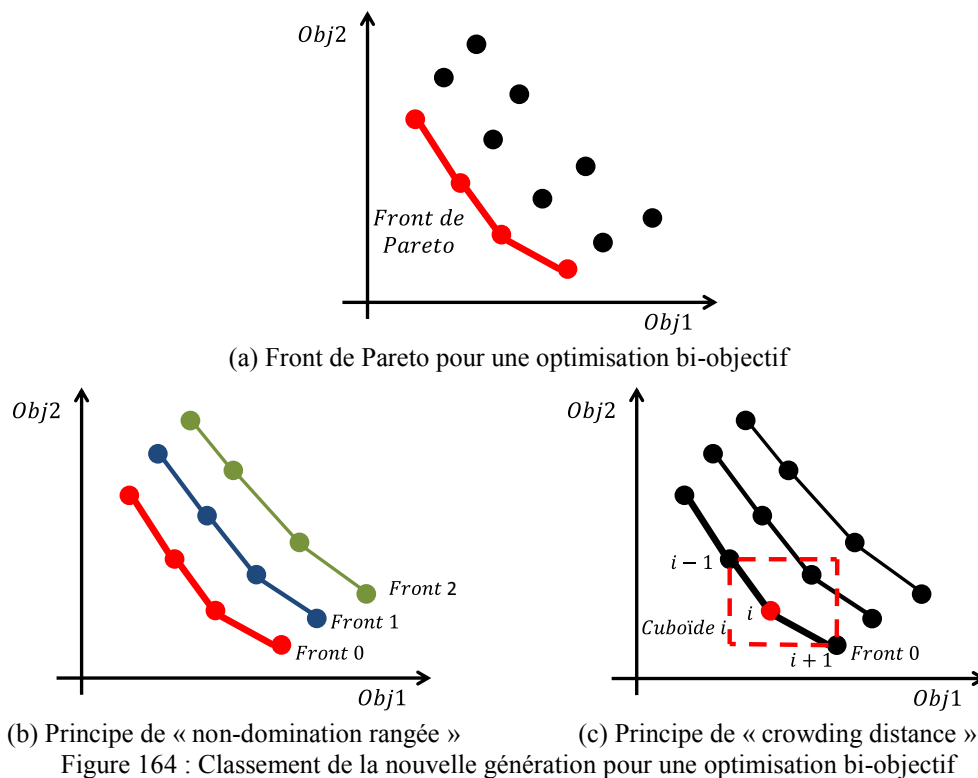 Obj2
Front de
Pareto
Obj1
(a) Front de Pareto pour une optimisation bi-objectif
Obj2
Front 2
Front 1
Front 0
Obj1
(b) Principe de « non-domination rangée »
Obj2
i − 1
i
Cuboïde i
i + 1
Front 0
Obj1
(c) Principe de « crowding distance »
Figure 164 : Classement de la nouvelle génération pour une optimisation bi-objectif